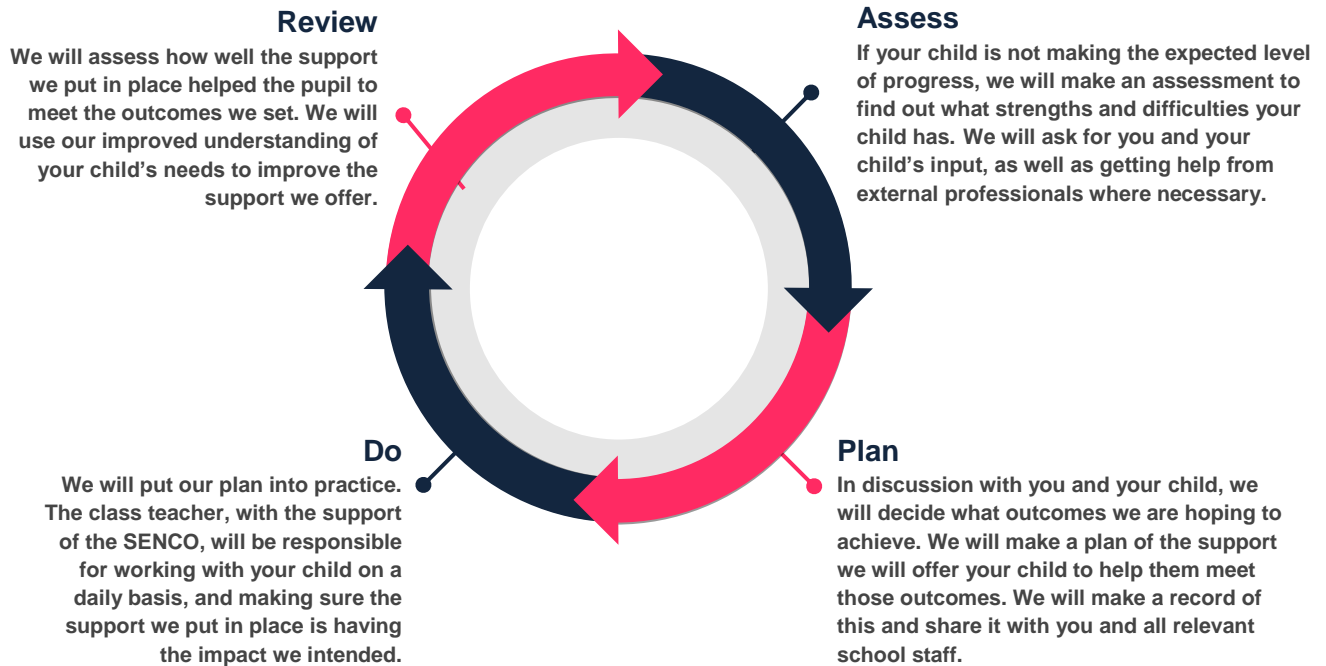 Review
We will assess how well the support
we put in place helped the pupil to
meet the outcomes we set. We will
use our improved understanding of
your child’s needs to improve the
support we offer.
Assess
If your child is not making the expected level
of progress, we will make an assessment to
find out what strengths and difficulties your
child has. We will ask for you and your
child’s input, as well as getting help from
external professionals where necessary.
Do
We will put our plan into practice.
The class teacher, with the support
of the SENCO, will be responsible
for working with your child on a
daily basis, and making sure the
support we put in place is having
the impact we intended.
Plan
In discussion with you and your child, we
will decide what outcomes we are hoping to
achieve. We will make a plan of the support
we will offer your child to help them meet
those outcomes. We will make a record of
this and share it with you and all relevant
school staff.